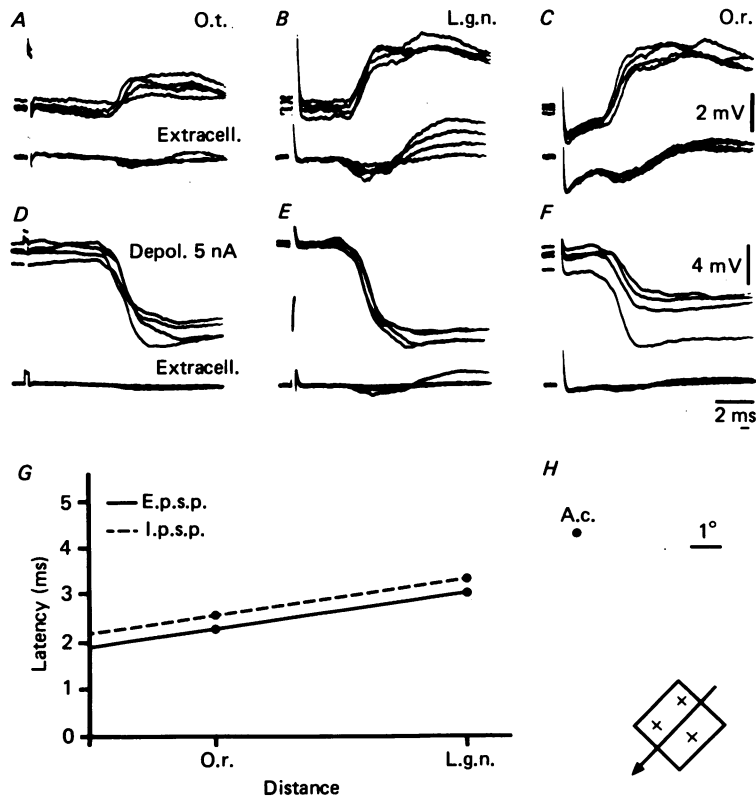 A O.t.
B L.g.n.
C O.r.
2 mV
Extracell.
D Depol. 5 nA
E
F
4 mV
Extracell.
2 ms
G
E.p.s.p.
I.p.s.p.
5
4
3
2
1
0
Latency (ms)
O.r.
L.g.n.
Distance
H
A.c.
1°